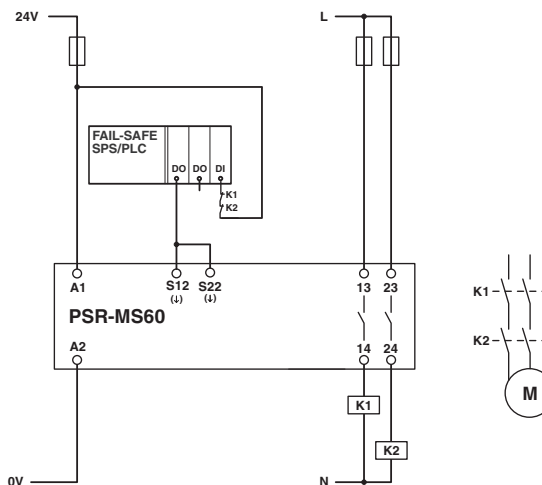 24V
L
FAIL-SAFE
SPS/PLC
DO DO DI
K1
K2
A1 S12 S22 13 23
(↓) (↓)
PSR-MS60
A2 14 24
K1
K2
0V
N
K1
K2
M